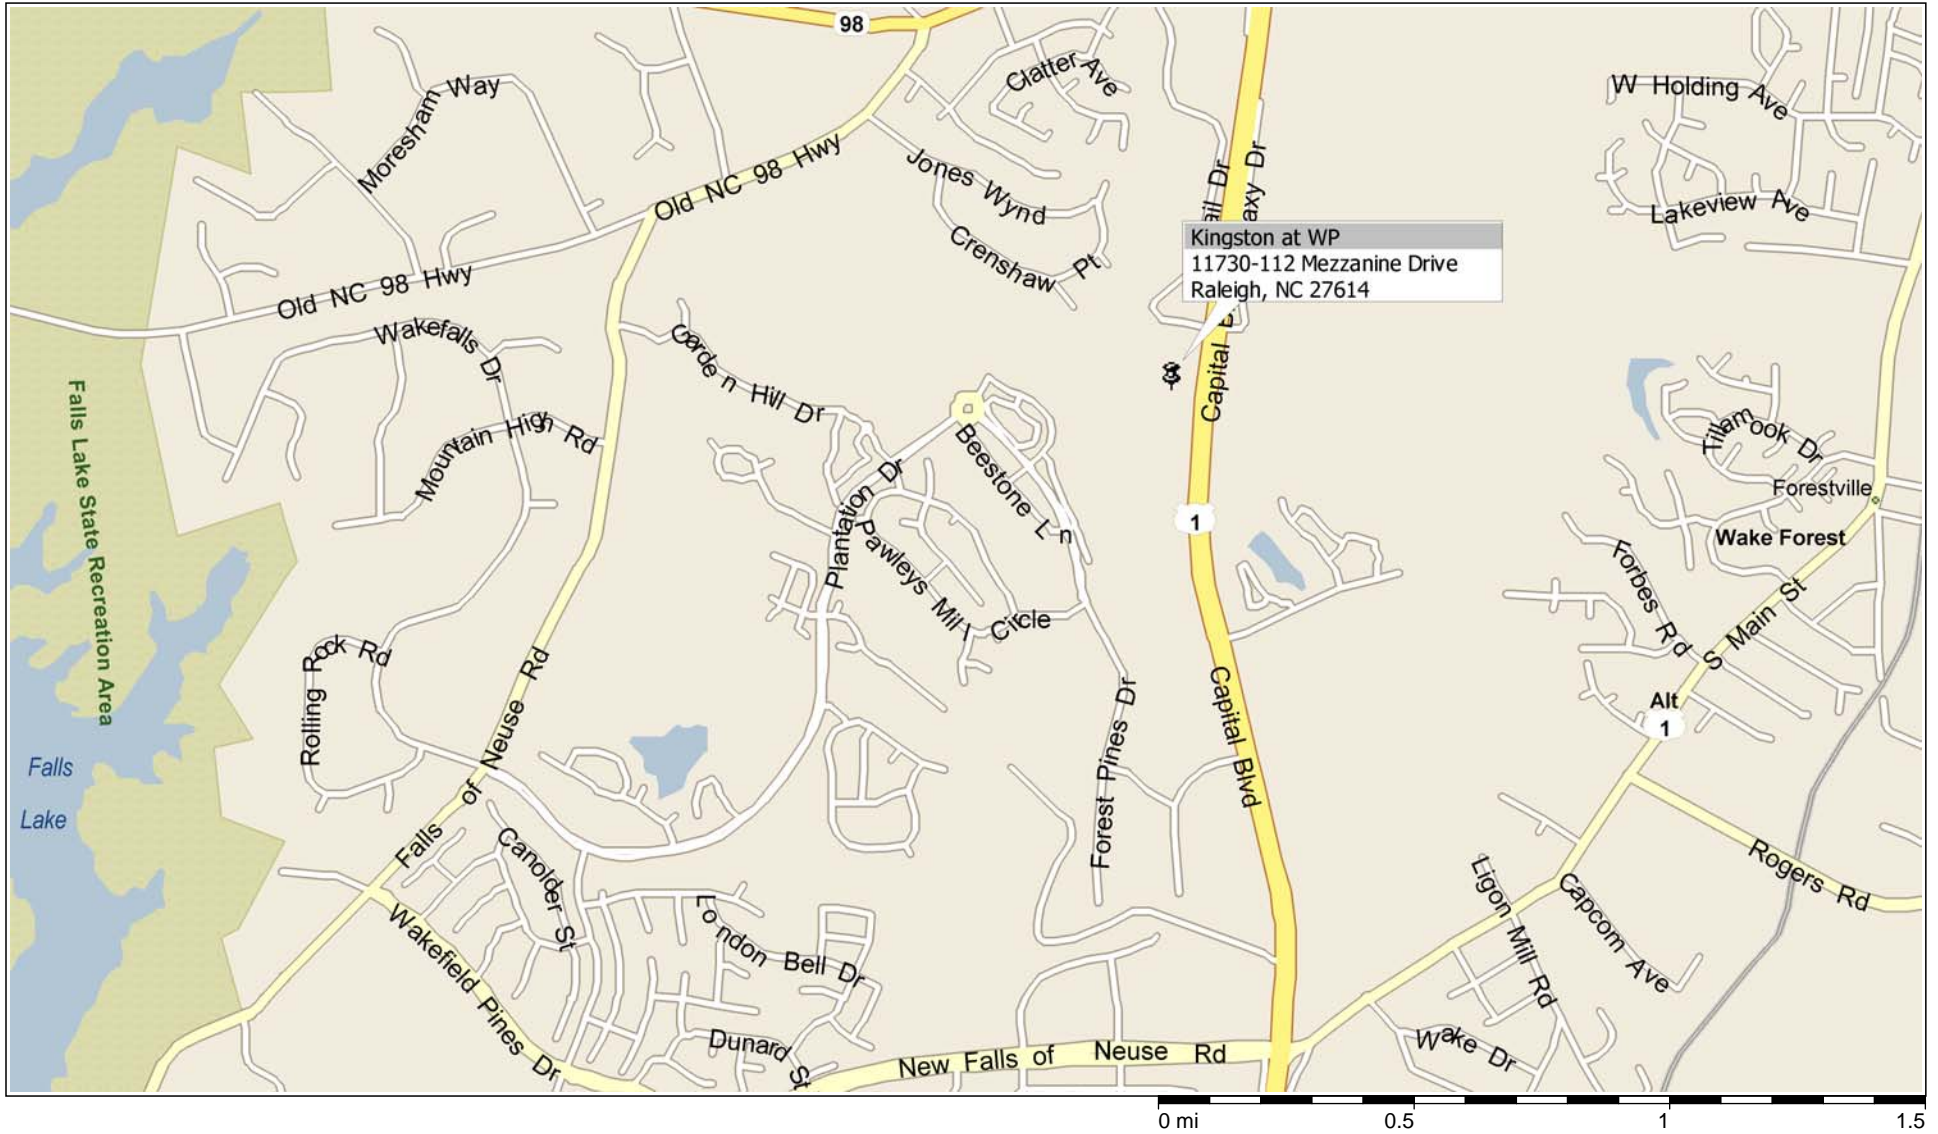 98
Clatter Ave
Moresham Way
W Holding Ave
Old NC 98 Hwy
Jones Wynd
Lakeview Ave
Crenshaw Pt
Kingston at WP
11730-112 Mezzanine Drive
Raleigh, NC 27614
Old NC 98 Hwy
Wakefalls Dr
Garden Hill Dr
Capital B
Mountain High Rd
Tillamook Dr
Falls Lake State Recreation Area
Beestone Ln
Plantation Dr
Forestville
1
Wake Forest
Pawleys Mill Circle
Forbes Rd
S Main St
Rolling Rock Rd
Falls of Neuse Rd
Forest Pines Dr
Capital Blvd
Alt
1
Falls
Lake
Canolder St
Rogers Rd
Ligon Mill Rd
Capcom Ave
Wakefield Pines Dr
London Bell Dr
Dunard St
New Falls of Neuse Rd
Wake Dr
0 mi 0.5 1 1.5